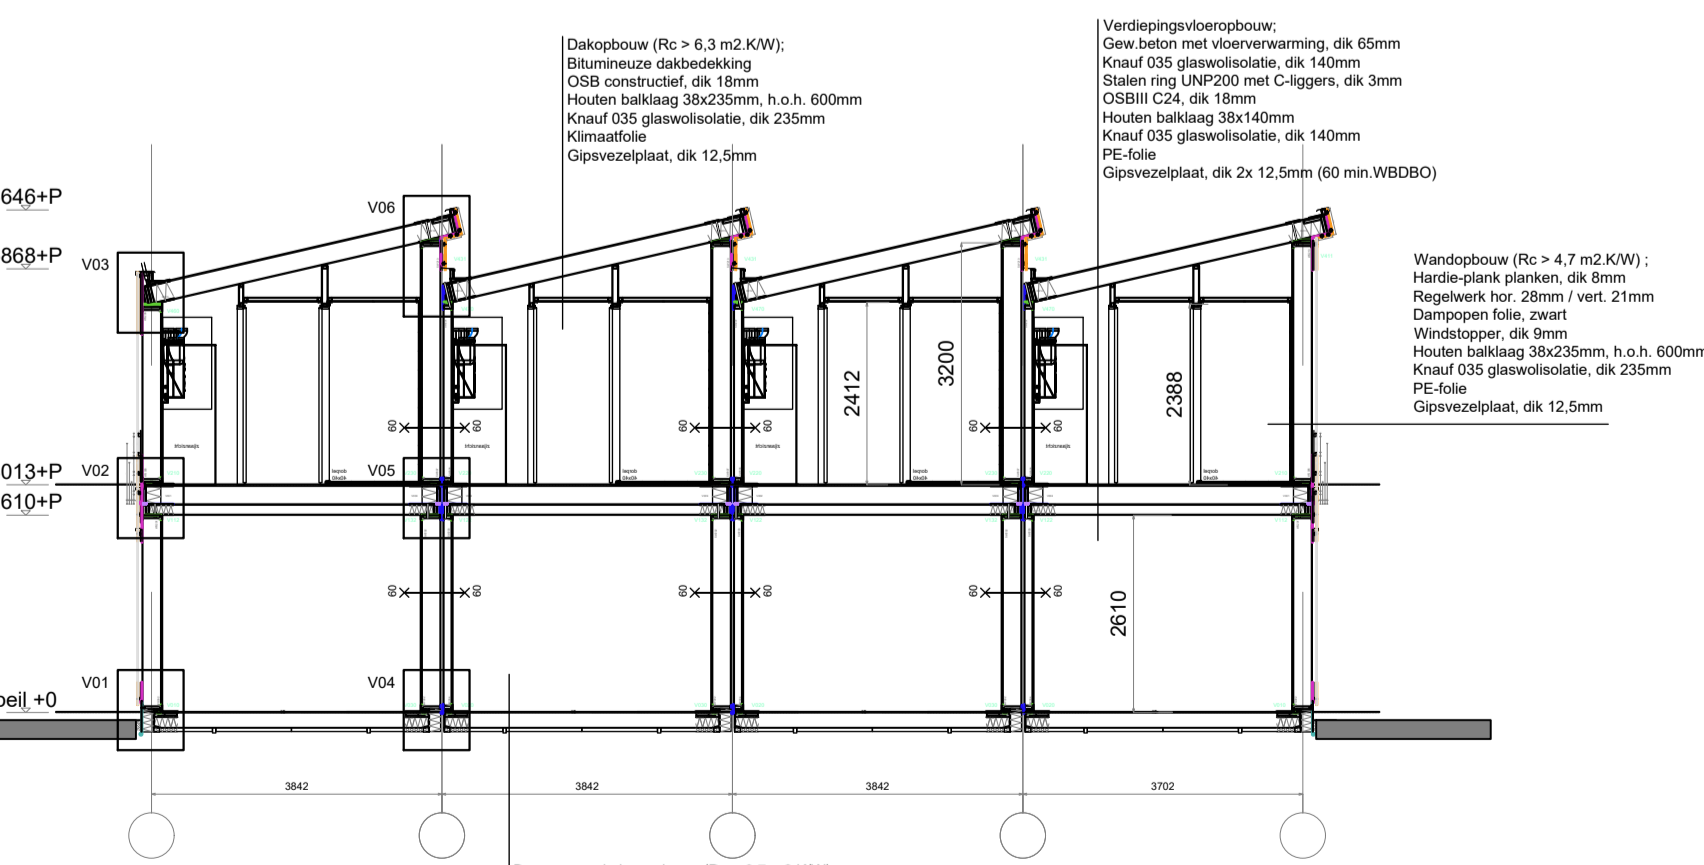 Dakopbouw (Rc > 6,3 m2.K/W);
Bitumineuze dakbedekking
OSB constructief, dik 18mm
Houten balklaag 38x235mm, h.o.h. 600mm
Knauf 035 glaswolisolatie, dik 235mm
Klimaatfolie
Gipsvezelplaat, dik 12,5mm
Verdiepingsvloeropbouw;
Gew.beton met vloerverwarming, dik 65mm
Knauf 035 glaswolisolatie, dik 140mm
Stalen ring UNP200 met C-liggers, dik 3mm
OSBIII C24, dik 18mm
Houten balklaag 38x140mm
Knauf 035 glaswolisolatie, dik 140mm
PE-folie
Gipsvezelplaat, dik 2x 12,5mm (60 min.WBDBO)
Wandopbouw (Rc > 4,7 m2.K/W) ;
Hardie-plank planken, dik 8mm
Regelwerk hor. 28mm / vert. 21mm
Dampopen folie, zwart
Windstopper, dik 9mm
Houten balklaag 38x235mm, h.o.h. 600mm
Knauf 035 glaswolisolatie, dik 235mm
PE-folie
Gipsvezelplaat, dik 12,5mm
646+P
868+P
013+P
610+P
peil +0
V06
V03
V02
V05
V01
V04
2412
3200
2388
2610
60 60
60 60
60 60
60 60
60 60
60 60
3842
3842
3842
3702